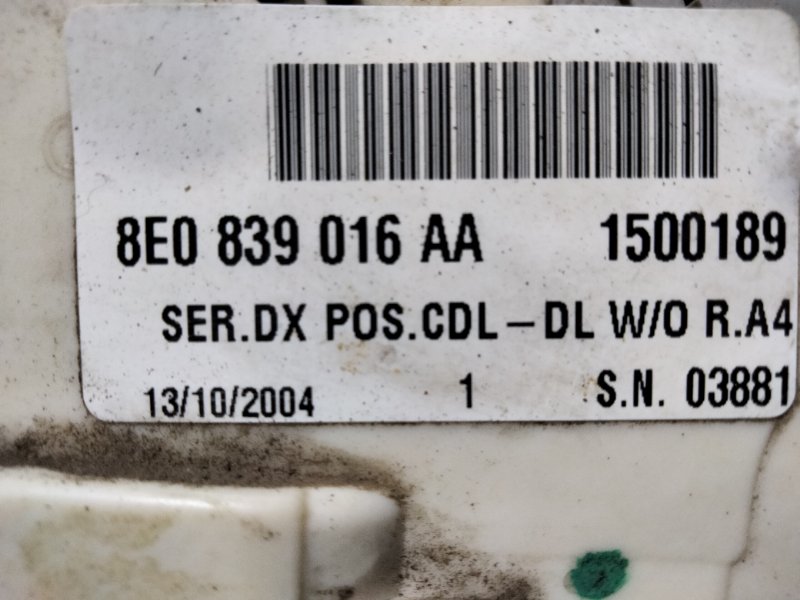 8E0 839 016 AA 1500189
SER.DX POS.CDL-DL W/O R.A4
13/10/2004 1 S.N. 03881